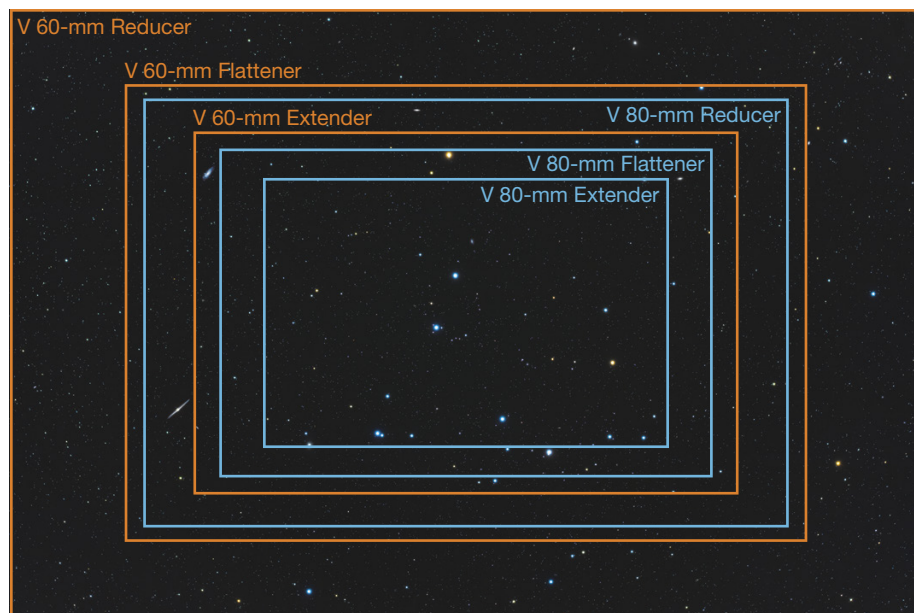 V 60-mm Reducer
V 60-mm Flattener
V 60-mm Extender
V 80-mm Reducer
V 80-mm Flattener
V 80-mm Extender